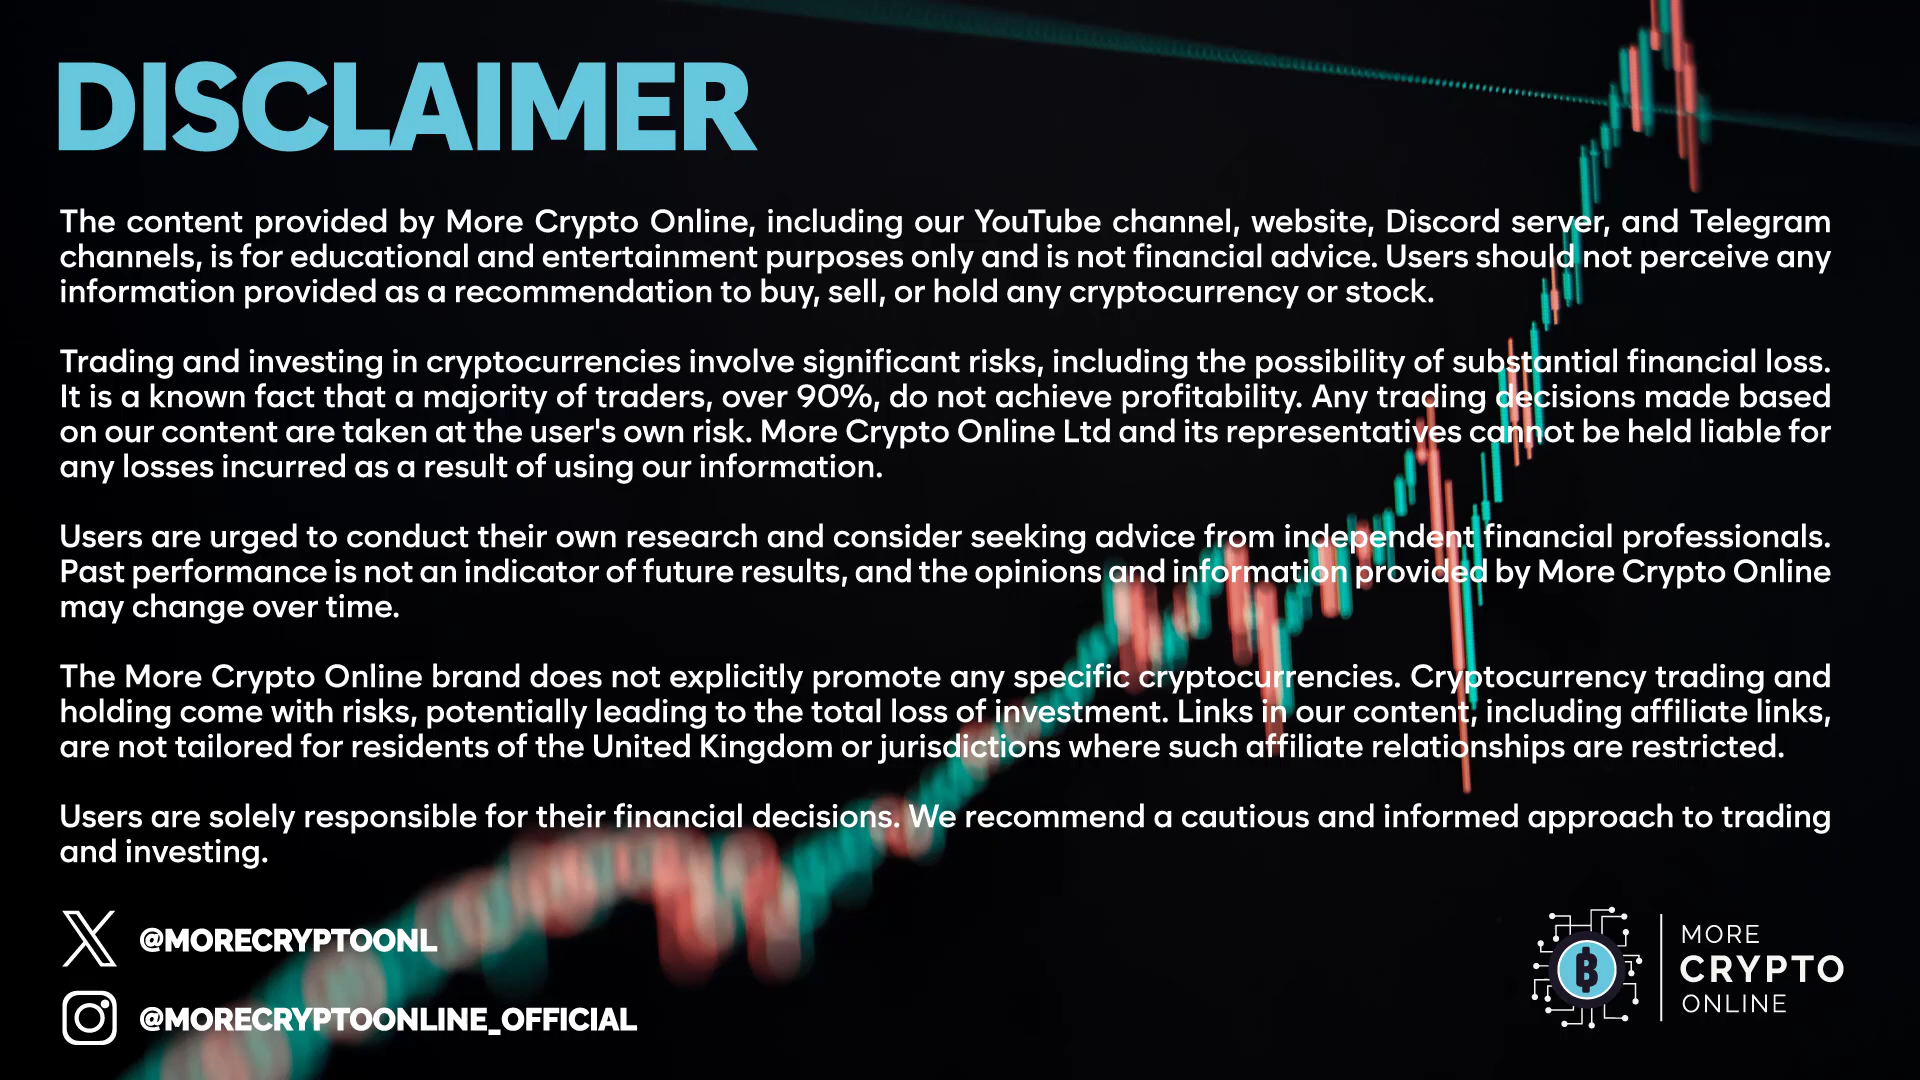 DISCLAIMER
The content provided by More Crypto Online, including our YouTube channel, website, Discord server, and Telegram
channels, is for educational and entertainment purposes only and is not financial advice. Users should not perceive any
information provided as a recommendation to buy, sell, or hold any cryptocurrency or stock.
Trading and investing in cryptocurrencies involve significant risks, including the possibility of substantial financial loss.
It is a known fact that a majority of traders, over 90%, do not achieve profitability. Any trading decisions made based
on our content are taken at the user's own risk. More Crypto Online Ltd and its representatives cannot be held liable for
any losses incurred as a result of using our information.
Users are urged to conduct their own research and consider seeking advice from independent financial professionals.
Past performance is not an indicator of future results, and the opinions and information provided by More Crypto Online
may change over time.
The More Crypto Online brand does not explicitly promote any specific cryptocurrencies. Cryptocurrency trading and
holding come with risks, potentially leading to the total loss of investment. Links in our content, including affiliate links,
are not tailored for residents of the United Kingdom or jurisdictions where such affiliate relationships are restricted.
Users are solely responsible for their financial decisions. We recommend a cautious and informed approach to trading
and investing.
@MORECRYPTOONL
@MORECRYPTOONLINE_OFFICIAL
MORE
CRYPTO
ONLINE